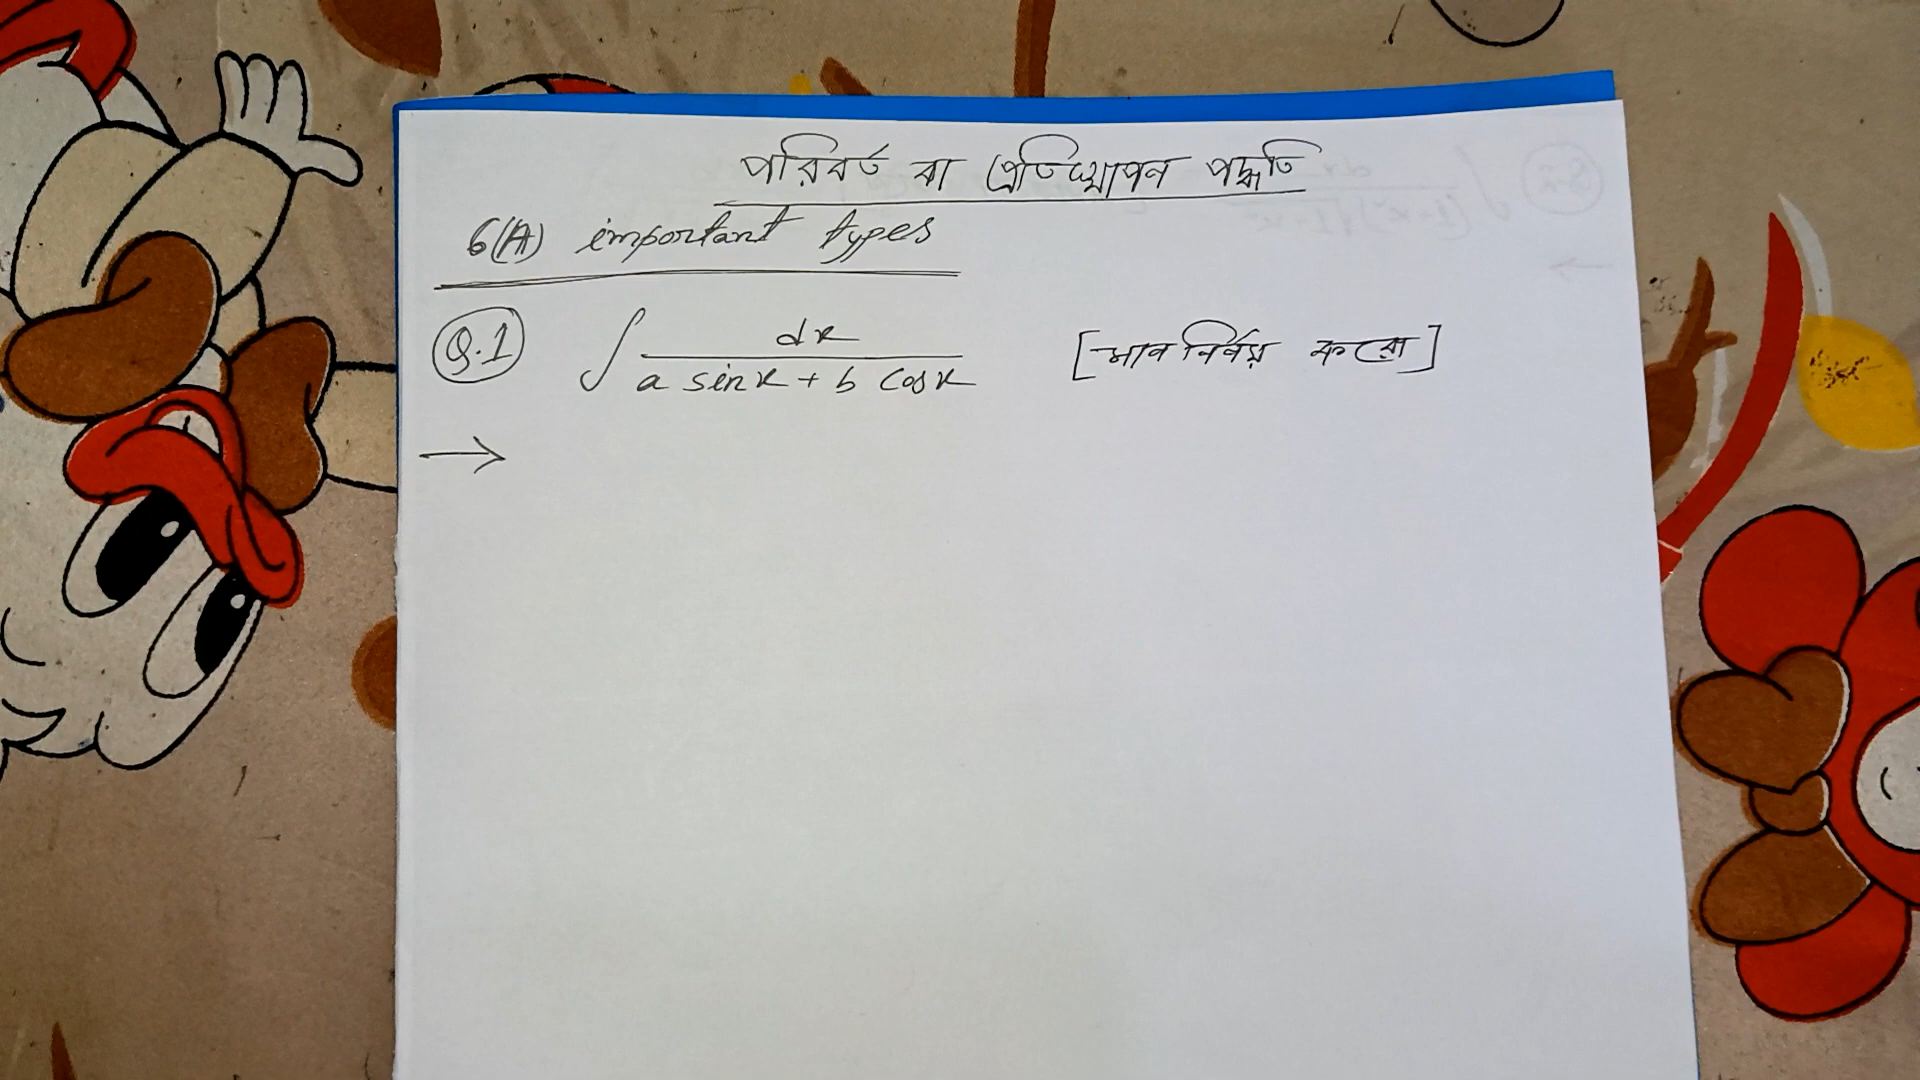 পরিবর্ত বা প্রতিস্থাপন পদ্ধতি
6(A) important types
Q.1 ∫ dx / (a sinx + b cosx) [মান নির্ণয় করো]
→